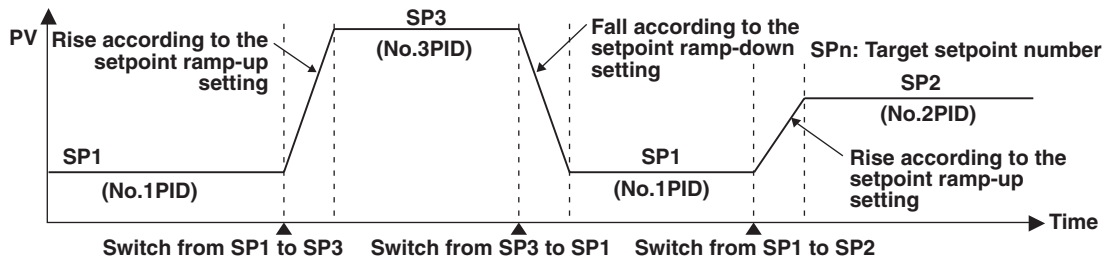 PV
Rise according to the
setpoint ramp-up
setting
SP3
(No.3PID)
Fall according to the
setpoint ramp-down
setting
SPn: Target setpoint number
SP2
(No.2PID)
SP1
(No.1PID)
SP1
(No.1PID)
Rise according to the
setpoint ramp-up
setting
Time
Switch from SP1 to SP3
Switch from SP3 to SP1
Switch from SP1 to SP2